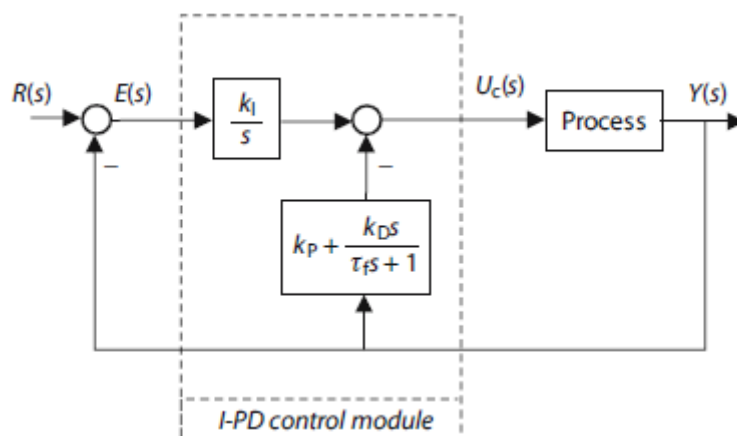 R(s)
E(s)
k_I
s
U_c(s)
Process
Y(s)
−
−
k_P + k_D s
τ_f s + 1
I-PD control module